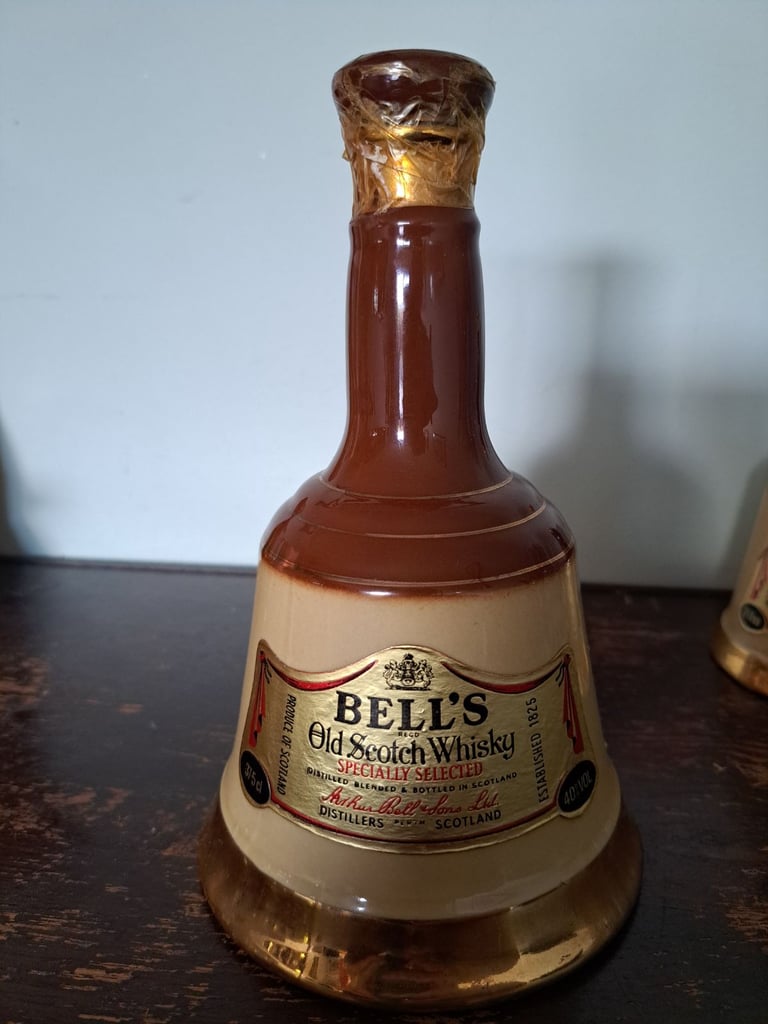 BELL'S
REGD
Old Scotch Whisky
SPECIALLY SELECTED
DISTILLED BLENDED & BOTTLED IN SCOTLAND
Arthur Bell & Sons Ltd.
DISTILLERS PERTH SCOTLAND
PRODUCE OF SCOTLAND
ESTABLISHED 1825
37.5cl
40%VOL